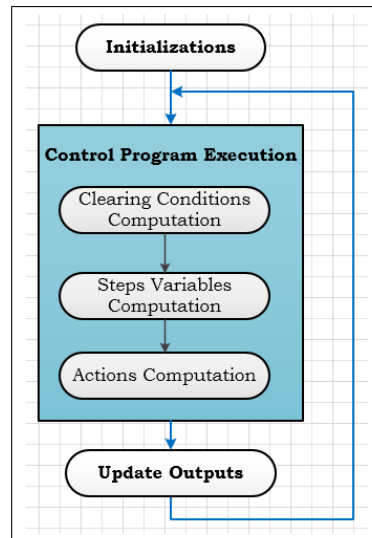 Initializations
Control Program Execution
Clearing Conditions
Computation
Steps Variables
Computation
Actions Computation
Update Outputs